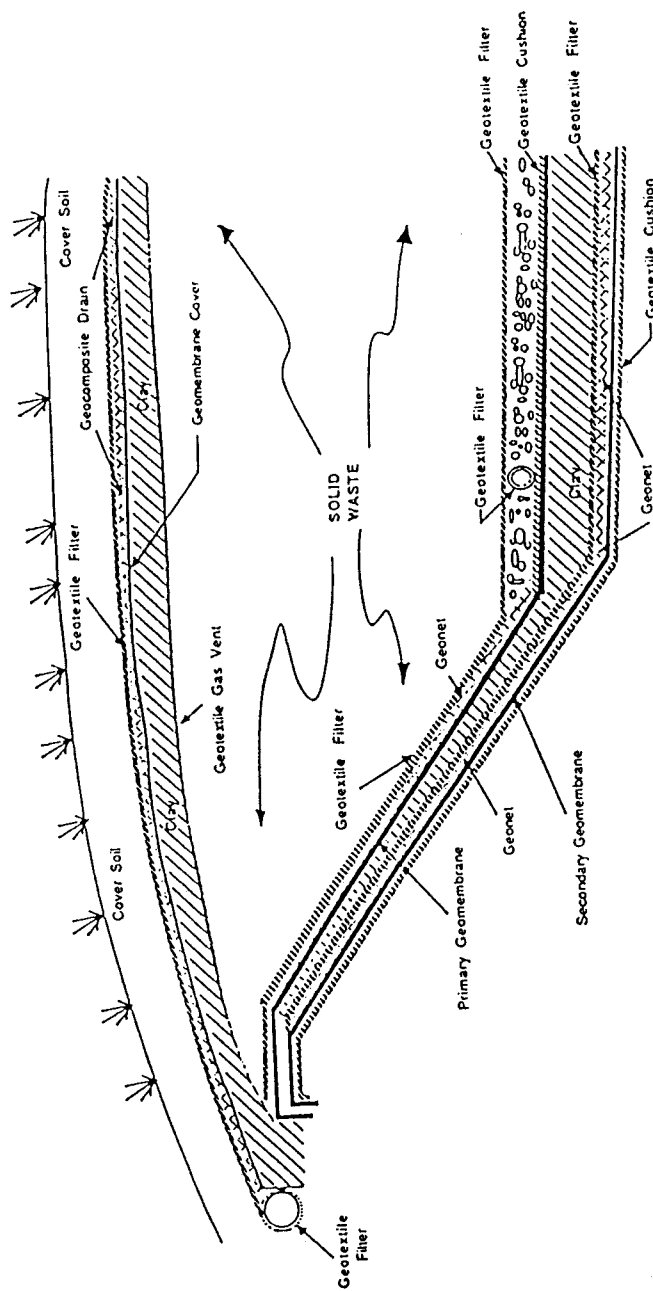 Cover Soil
Geocomposite Drain
Geotextile Filter
Cover Soil
Clay
Clay
Geomembrane Cover
Geotextile Gas Vent
Geotextile
Filter
SOLID
WASTE
Geotextile Filter
Geonet
Geotextile Filter
Geotextile Filter
Geotextile Cushion
Geotextile Filter
Clay
Geotextile Cushion
Geonet
Geonet
Primary Geomembrane
Secondary Geomembrane